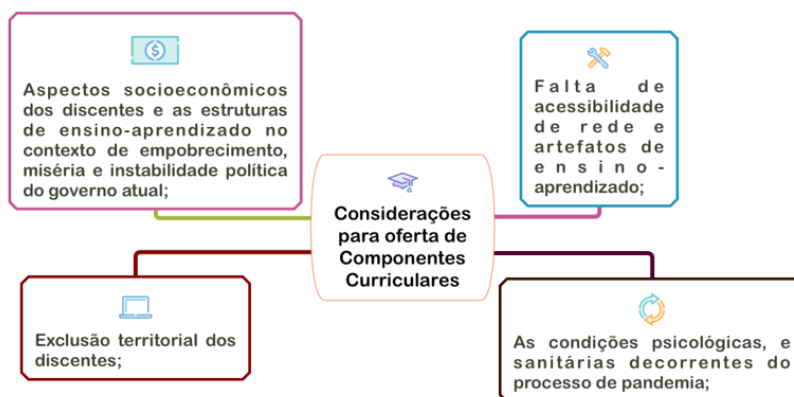 Aspectos socioeconômicos
dos discentes e as estruturas
de ensino-aprendizado no
contexto de empobrecimento,
miséria e instabilidade política
do governo atual;
Falta de
acessibilidade
de rede e
artefatos de
ensino-
aprendizado;
Considerações
para oferta de
Componentes
Curriculares
Exclusão territorial dos
discentes;
As condições psicológicas, e
sanitárias decorrentes do
processo de pandemia;